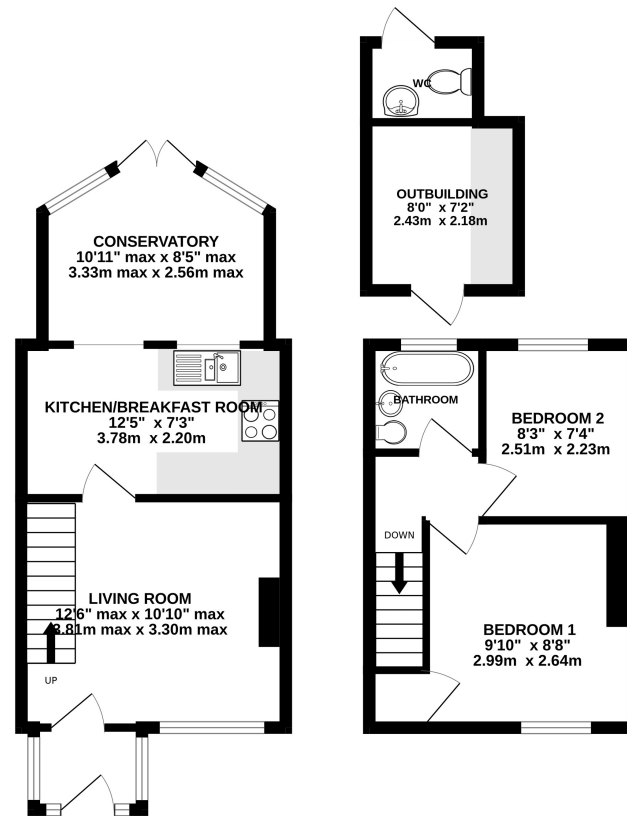 WC
OUTBUILDING
8'0" x 7'2"
2.43m x 2.18m
CONSERVATORY
10'11" max x 8'5" max
3.33m max x 2.56m max
KITCHEN/BREAKFAST ROOM
12'5" x 7'3"
3.78m x 2.20m
BATHROOM
BEDROOM 2
8'3" x 7'4"
2.51m x 2.23m
DOWN
LIVING ROOM
12'6" max x 10'10" max
3.81m max x 3.30m max
UP
BEDROOM 1
9'10" x 8'8"
2.99m x 2.64m